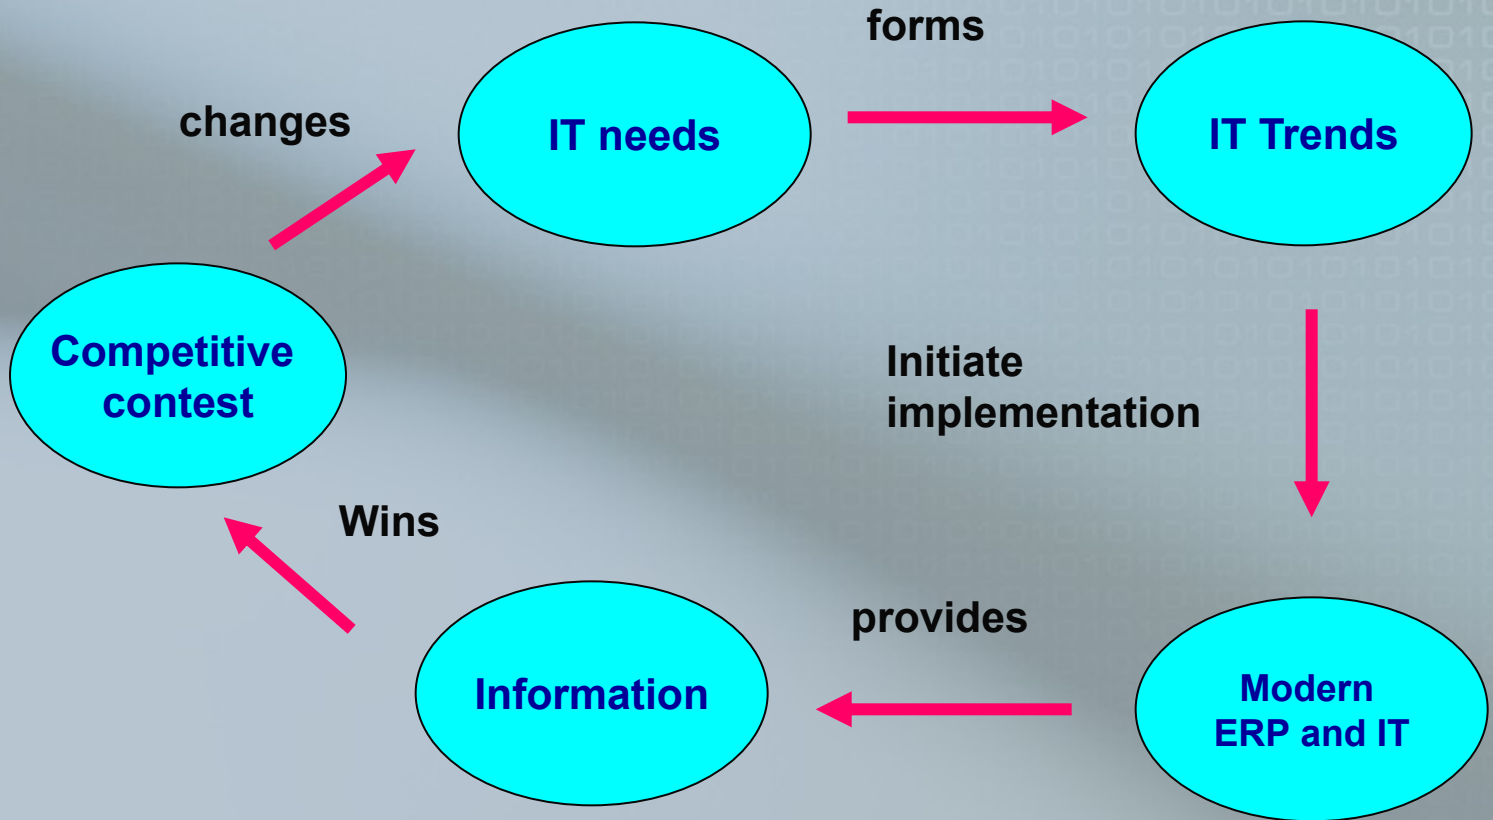 forms
changes
IT needs
IT Trends
Competitive
contest
Initiate
implementation
Wins
provides
Information
Modern
ERP and IT